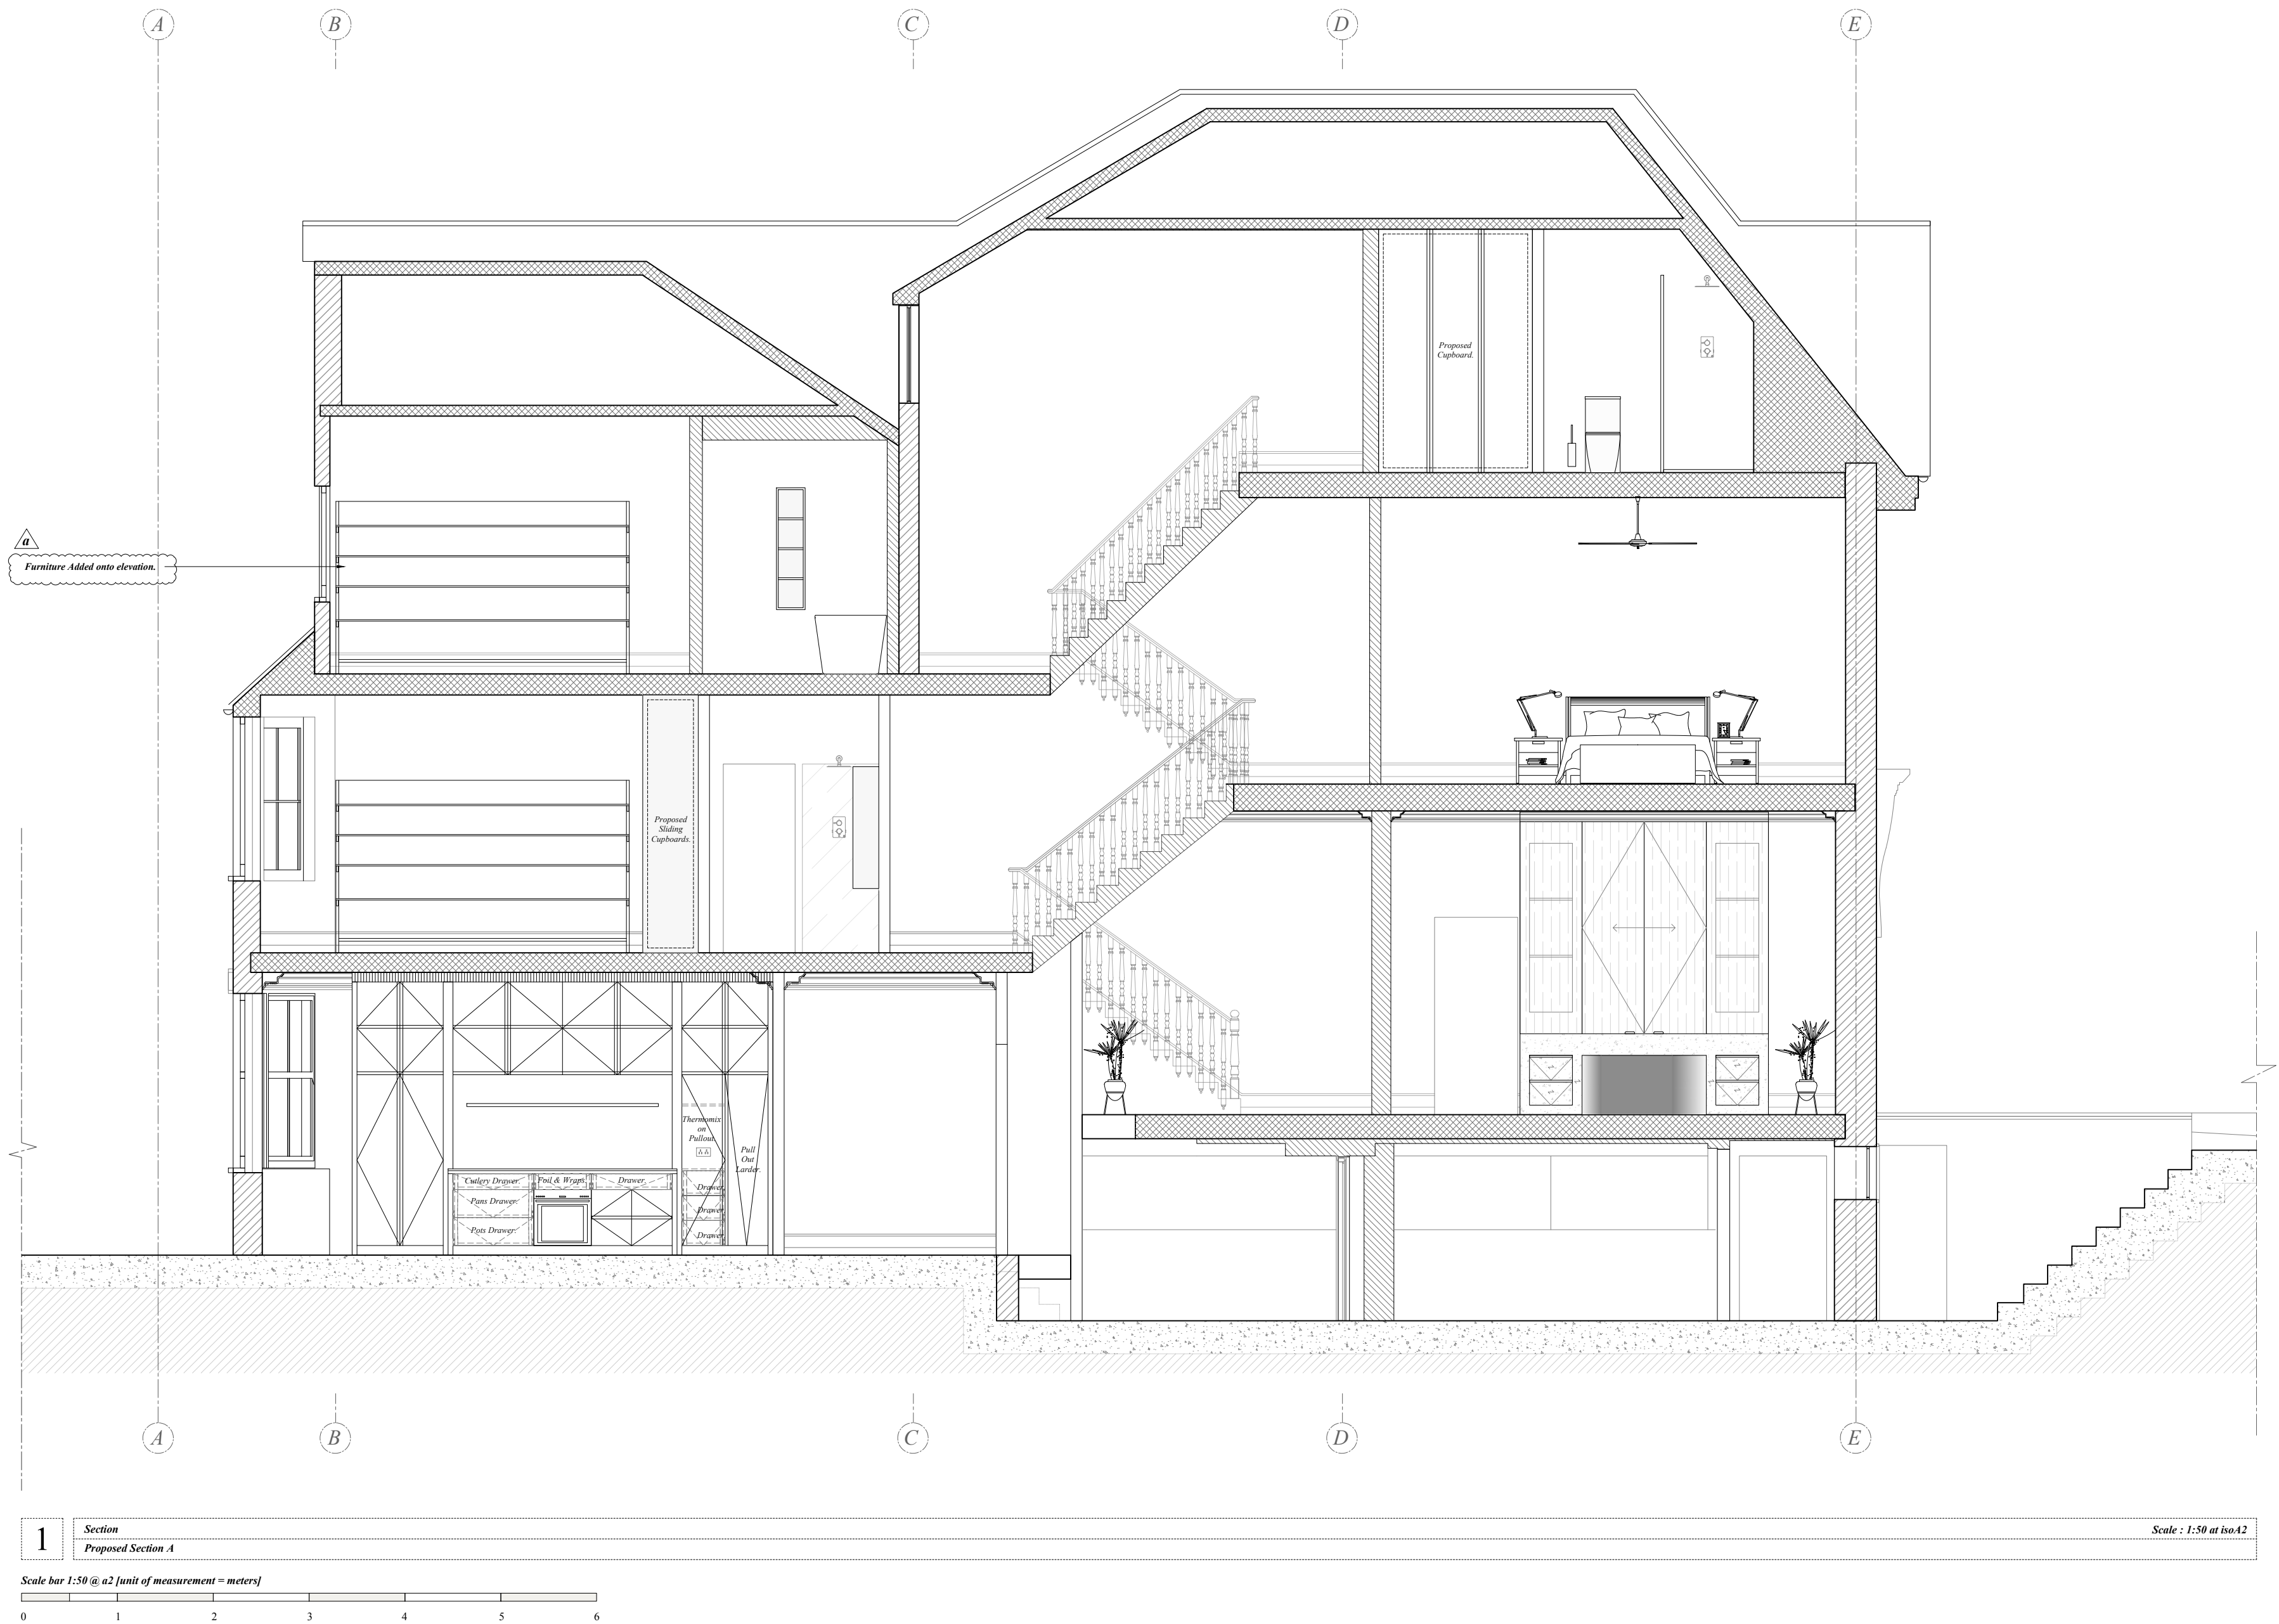 A B C D E
Proposed
Cupboard.
a
Furniture Added onto elevation.
Proposed
Sliding
Cupboards.
Thermomix
on
Pullout.
Pull
Out
Larder.
Cutlery Drawer.
Foil & Wraps.
Drawer.
Pans Drawer.
Pots Drawer.
Drawer
Drawer
Drawer
A B C D E
1
Section
Scale : 1:50 at isoA2
Proposed Section A
Scale bar 1:50 @ a2 [unit of measurement = meters]
0 1 2 3 4 5 6